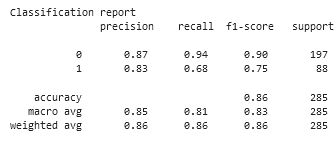 Classification report
precision recall f1-score support
0 0.87 0.94 0.90 197
1 0.83 0.68 0.75 88
accuracy 0.86 285
macro avg 0.85 0.81 0.83 285
weighted avg 0.86 0.86 0.86 285